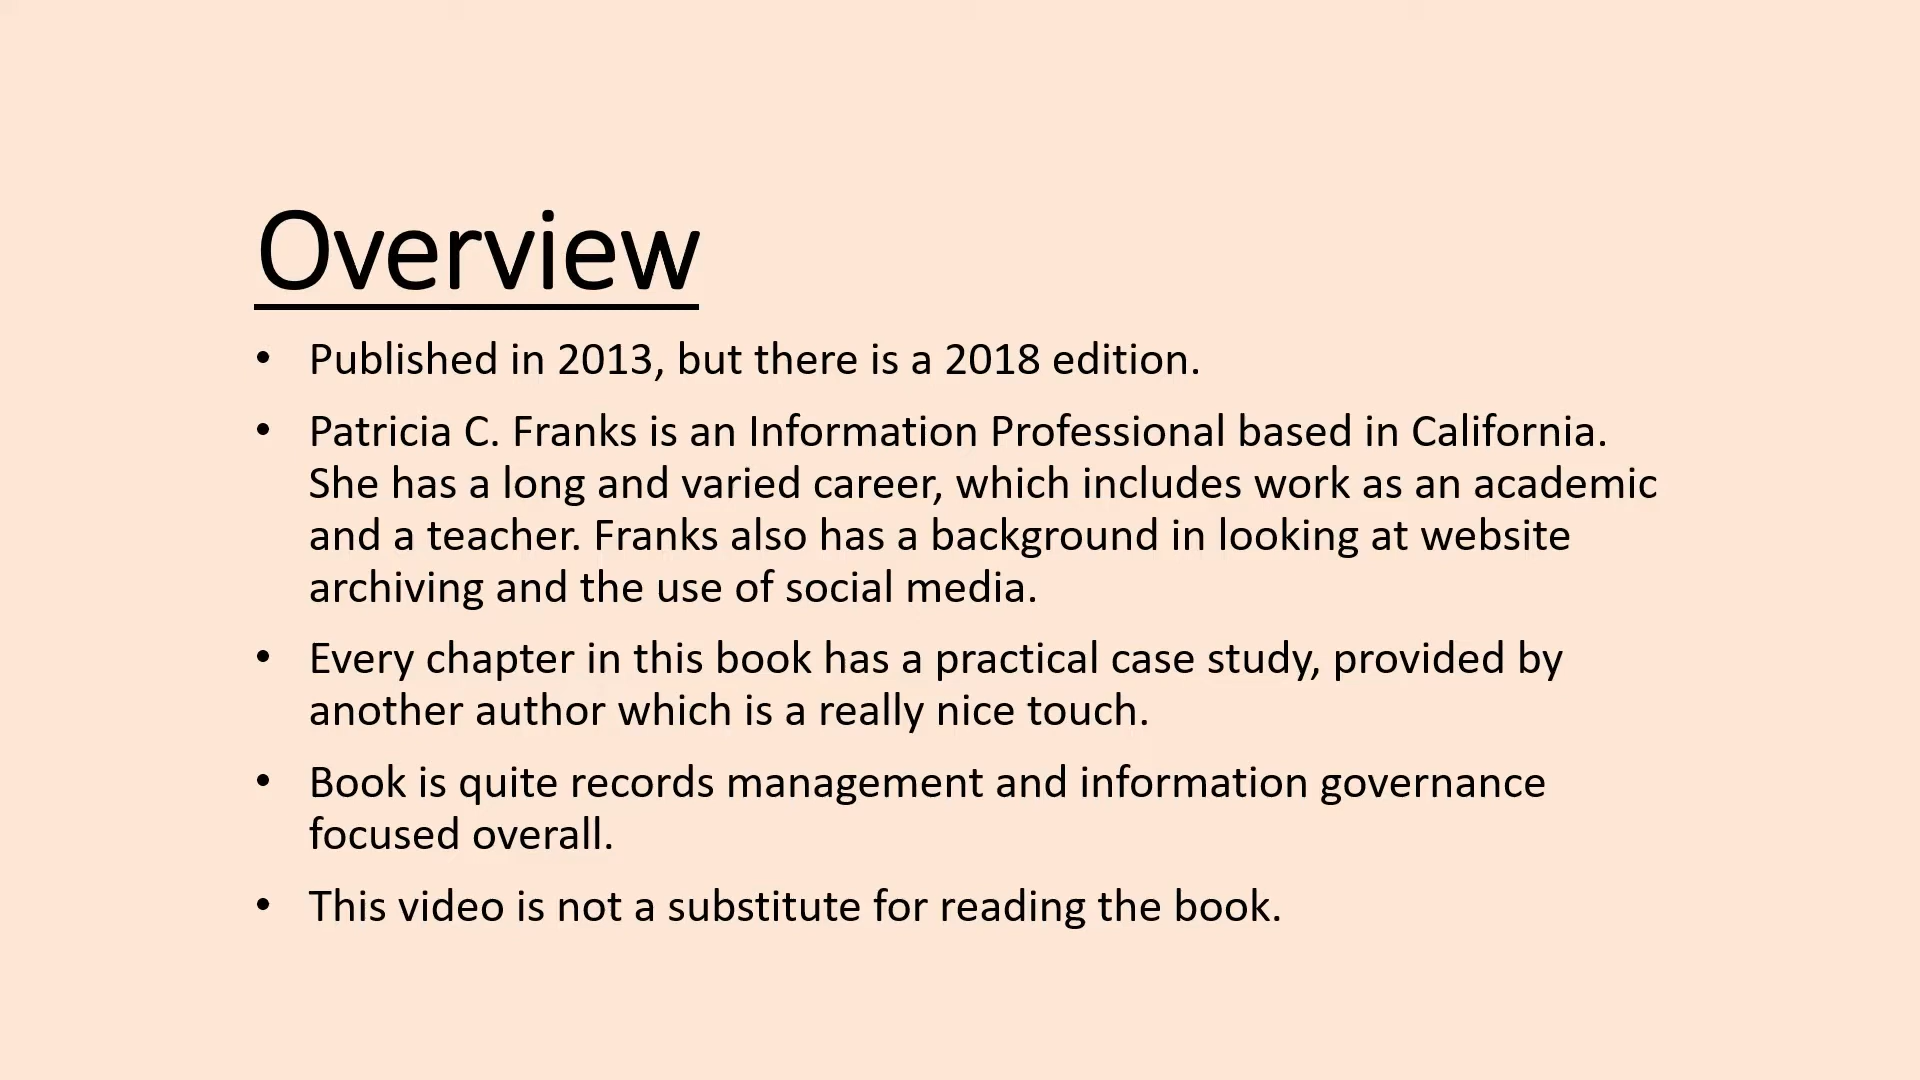 Overview
• Published in 2013, but there is a 2018 edition.
• Patricia C. Franks is an Information Professional based in California.
She has a long and varied career, which includes work as an academic
and a teacher. Franks also has a background in looking at website
archiving and the use of social media.
• Every chapter in this book has a practical case study, provided by
another author which is a really nice touch.
• Book is quite records management and information governance
focused overall.
• This video is not a substitute for reading the book.